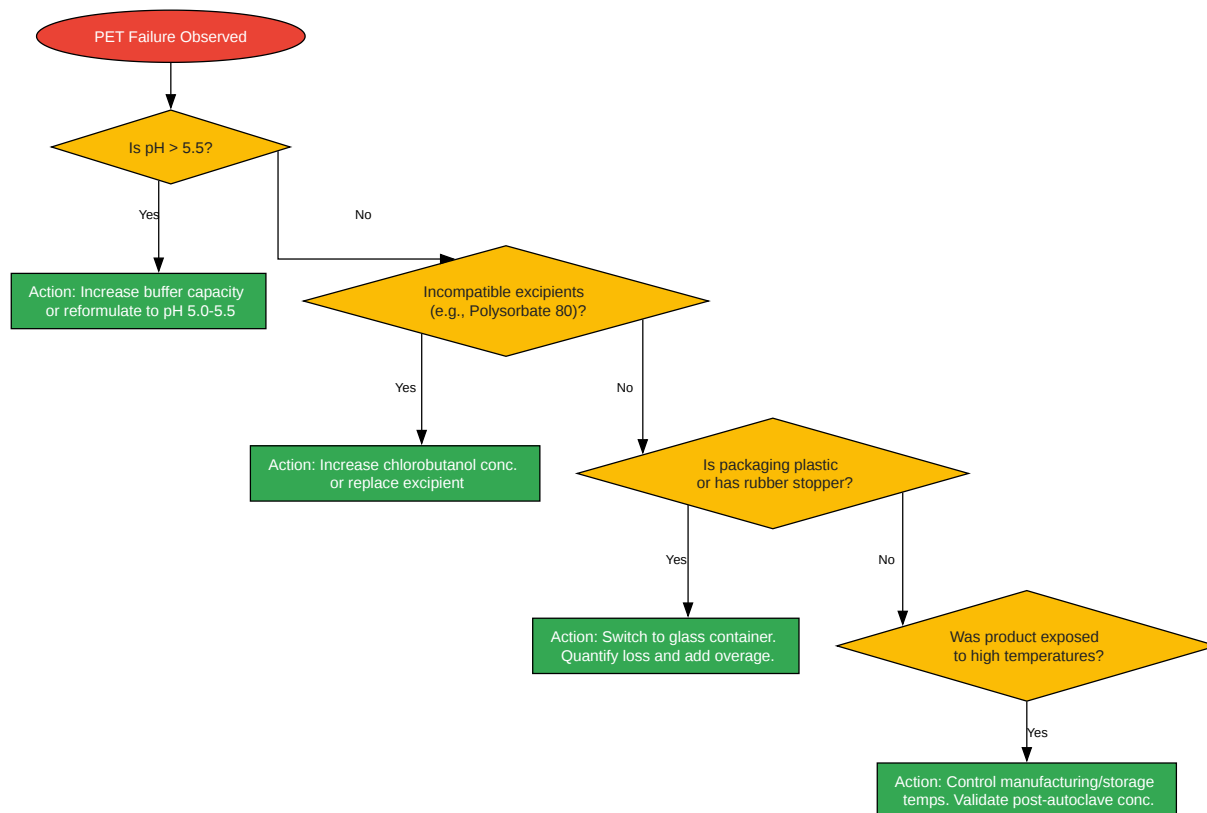 PET Failure Observed
Is pH > 5.5?
Yes
No
Action: Increase buffer capacity
or reformulate to pH 5.0-5.5
Incompatible excipients
(e.g., Polysorbate 80)?
Yes
No
Action: Increase chlorobutanol conc.
or replace excipient
Is packaging plastic
or has rubber stopper?
Yes
No
Action: Switch to glass container.
Quantify loss and add overage.
Was product exposed
to high temperatures?
Yes
Action: Control manufacturing/storage
temps. Validate post-autoclave conc.